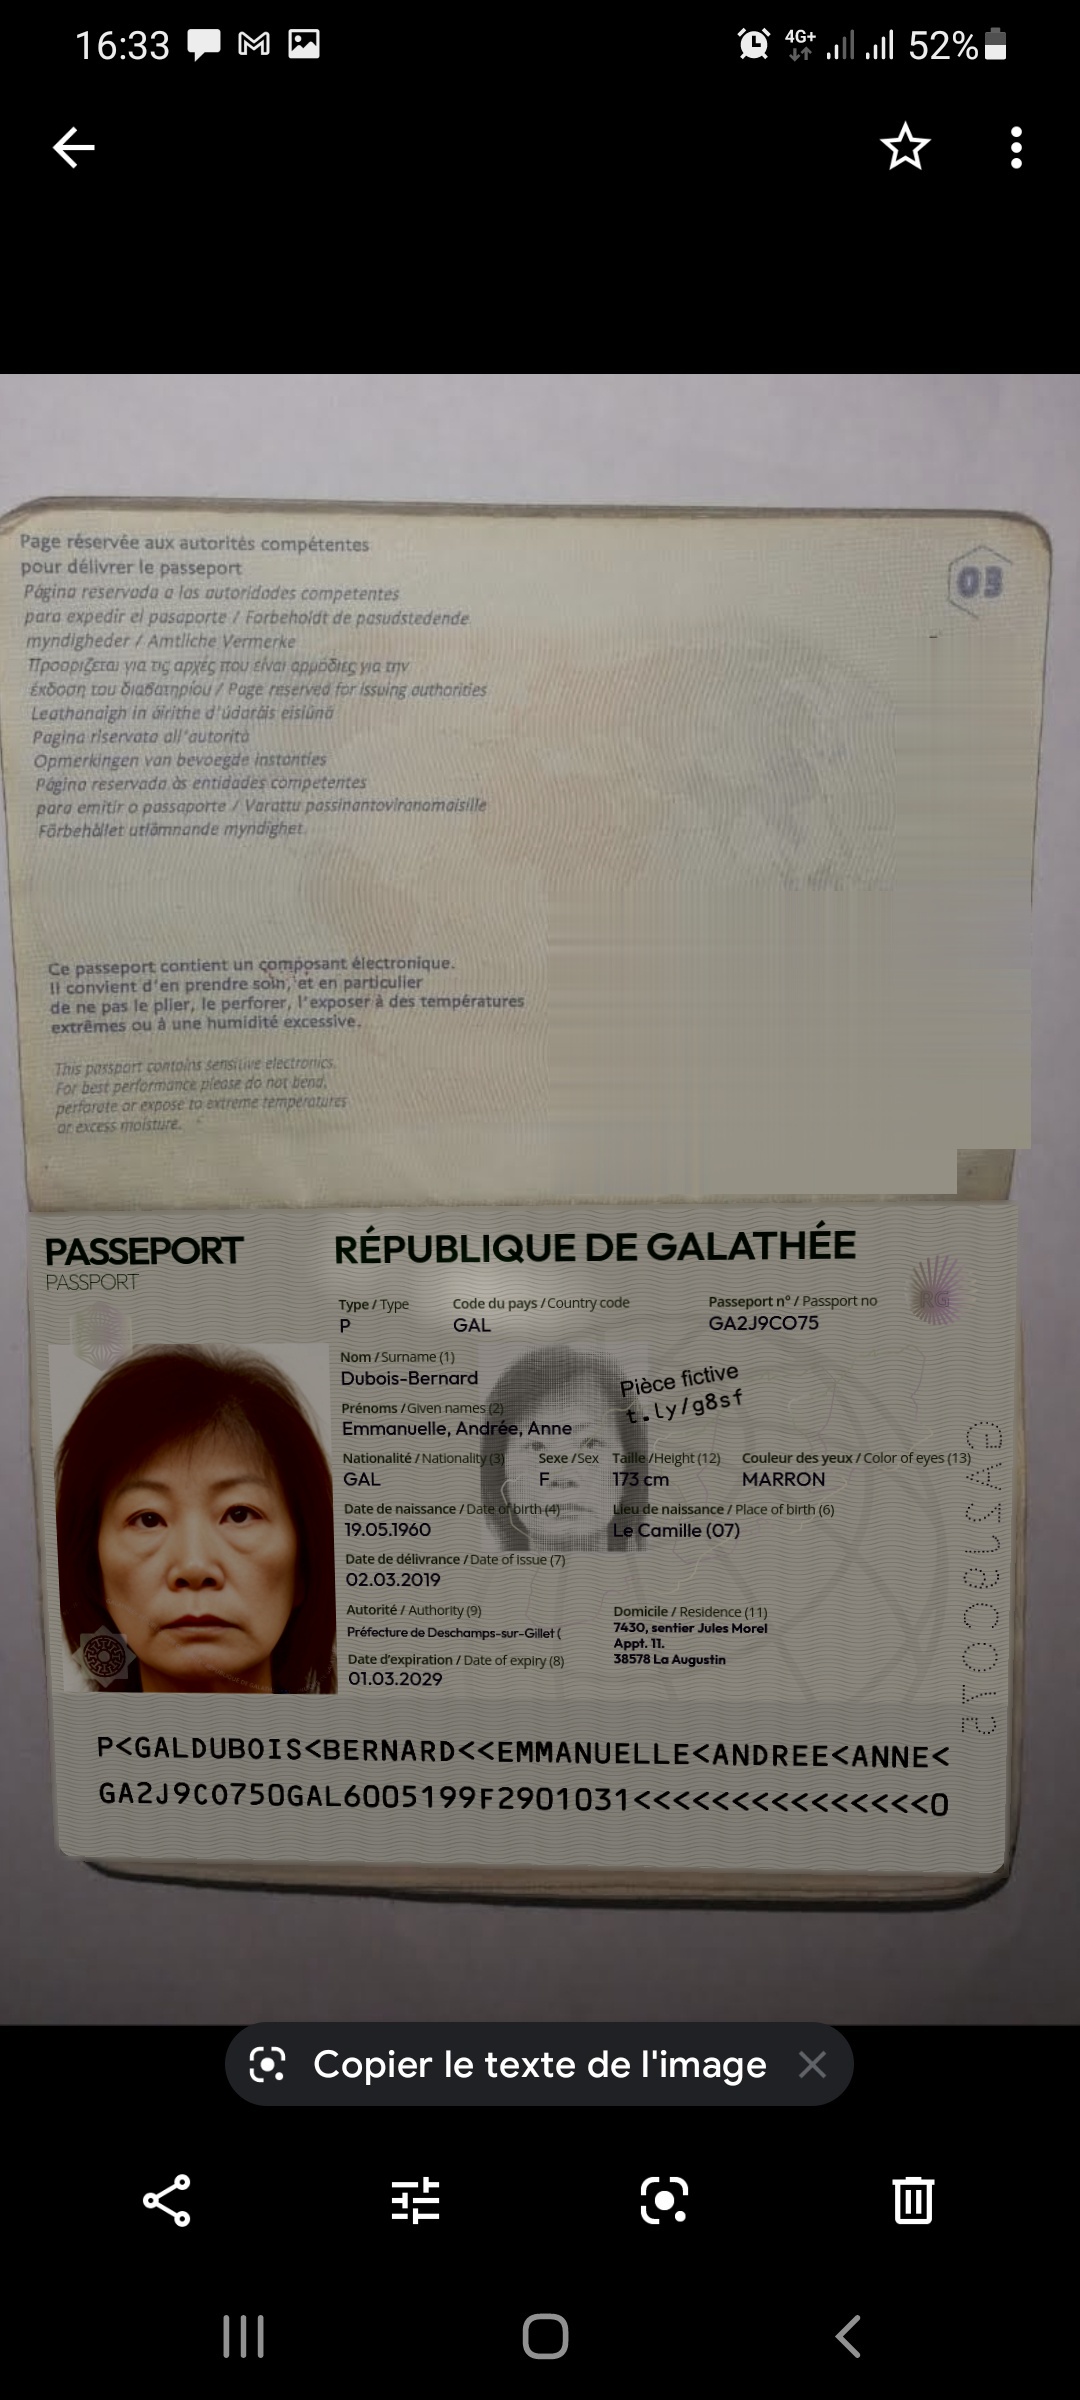 16:33
4G+ 52%
Page réservée aux autorités compétentes
pour délivrer le passeport
Página reservada a las autoridades competentes
para expedir el pasaporte / Forbeholdt de pasudstedende
myndigheder / Amtliche Vermerke
Προορίζεται για τις αρχές που είναι αρμόδιες για την
έκδοση του διαβατηρίου / Page reserved for issuing authorities
Leathanaigh in áirithe d'údaráis eisiúná
Pagina riservata all'autorità
Opmerkingen van bevoegde instanties
Página reservada às entidades competentes
para emitir o passaporte / Varattu passinantoviranomaisille
Förbehållet utlämnande myndighet
03
Ce passeport contient un composant électronique.
Il convient d'en prendre soin, et en particulier
de ne pas le plier, le perforer, l'exposer à des températures
extrêmes ou à une humidité excessive.
This passport contains sensitive electronics.
For best performance please do not bend,
perforate or expose to extreme temperatures
or excess moisture.
PASSEPORT RÉPUBLIQUE DE GALATHÉE
PASSPORT
RG
Type / Type Code du pays / Country code Passeport n° / Passport no
P GAL GA2J9CO75
Nom / Surname (1)
Dubois-Bernard
Pièce fictive
t.ly/g8sf
Prénoms / Given names (2)
Emmanuelle, Andrée, Anne
Nationalité / Nationality (3) Sexe / Sex Taille / Height (12) Couleur des yeux / Color of eyes (13)
GAL F 173 cm MARRON
Date de naissance / Date of birth (4) Lieu de naissance / Place of birth (6)
19.05.1960 Le Camille (07)
Date de délivrance / Date of issue (7)
02.03.2019
Autorité / Authority (9) Domicile / Residence (11)
Préfecture de Deschamps-sur-Gillet ( 7430, sentier Jules Morel
Appt. 11.
38578 La Augustin
Date d'expiration / Date of expiry (8)
01.03.2029
P<GALDUBOIS<BERNARD<<EMMANUELLE<ANDREE<ANNE<
GA2J9CO750GAL6005199F2901031<<<<<<<<<<<<<<<0
Copier le texte de l'image